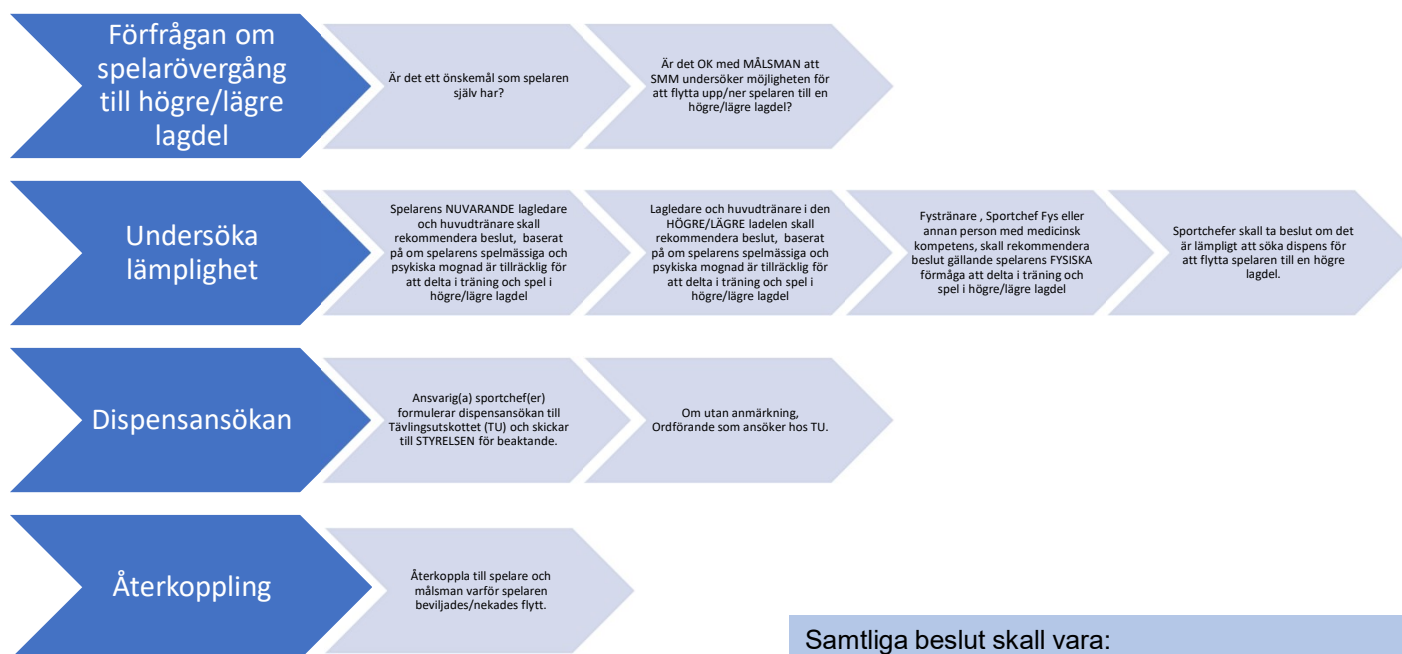 Förfrågan om
spelarövergång
till högre/lägre
lagdel
Är det ett önskemål som spelaren
själv har?
Är det OK med MÅLSMAN att
SMM undersöker möjligheten för
att flytta upp/ner spelaren till en
högre/lägre lagdel?
Undersöka
lämplighet
Spelarens NUVARANDE lagledare
och huvudtränare skall
rekommendera beslut, baserat
på om spelarens spelmässiga och
psykiska mognad är tillräcklig för
att delta i träning och spel i
högre/lägre lagdel
Lagledare och huvudtränare i den
HÖGRE/LÄGRE ladelen skall
rekommendera beslut, baserat
på om spelarens spelmässiga och
psykiska mognad är tillräcklig för
att delta i träning och spel i
högre/lägre lagdel
Fystränare , Sportchef Fys eller
annan person med medicinsk
kompetens, skall rekommendera
beslut gällande spelarens FYSISKA
förmåga att delta i träning och
spel i högre/lägre lagdel
Sportchefer skall ta beslut om det
är lämpligt att söka dispens för
att flytta spelaren till en högre
lagdel.
Dispensansökan
Ansvarig(a) sportchef(er)
formulerar dispensansökan till
Tävlingsutskottet (TU) och skickar
till STYRELSEN för beaktande.
Om utan anmärkning,
Ordförande som ansöker hos TU.
Återkoppling
Återkoppla till spelare och
målsman varför spelaren
beviljades/nekades flytt.
Samtliga beslut skall vara: